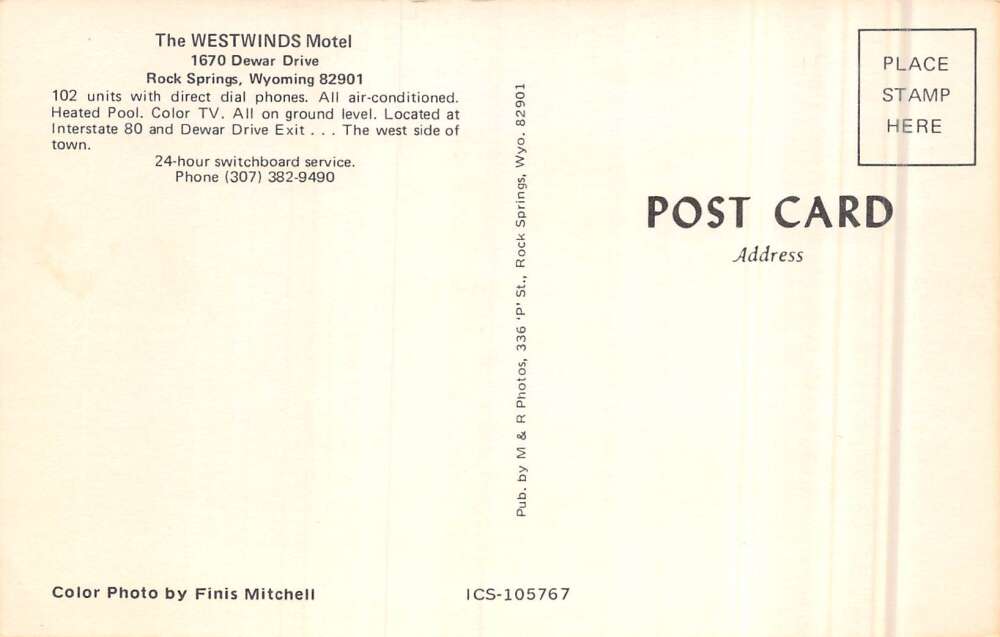 The WESTWINDS Motel
1670 Dewar Drive
Rock Springs, Wyoming 82901
102 units with direct dial phones. All air-conditioned.
Heated Pool. Color TV. All on ground level. Located at
Interstate 80 and Dewar Drive Exit . . . The west side of
town.
24-hour switchboard service.
Phone (307) 382-9490
Pub. by M & R Photos, 336 'P' St., Rock Springs, Wyo. 82901
PLACE
STAMP
HERE
POST CARD
Address
Color Photo by Finis Mitchell
ICS-105767